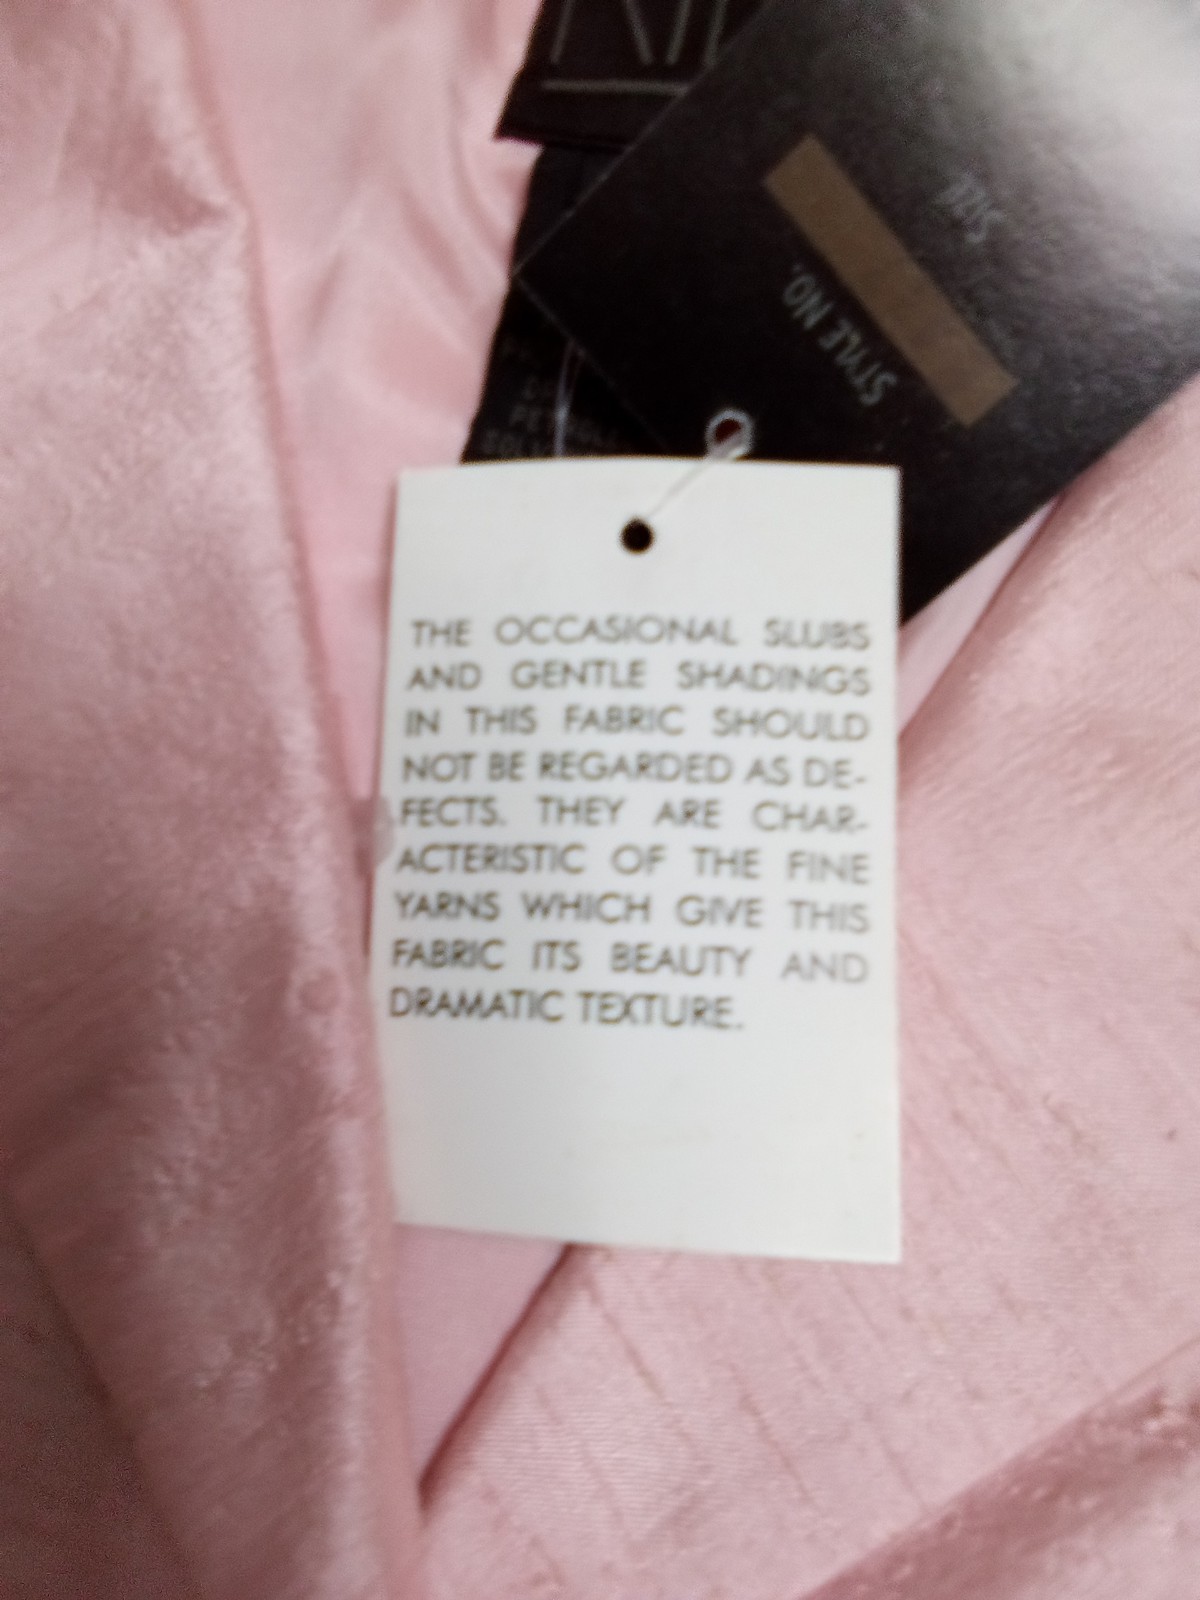 STYLE NO.
THE OCCASIONAL SLUBS
AND GENTLE SHADINGS
IN THIS FABRIC SHOULD
NOT BE REGARDED AS DE-
FECTS. THEY ARE CHAR-
ACTERISTIC OF THE FINE
YARNS WHICH GIVE THIS
FABRIC ITS BEAUTY AND
DRAMATIC TEXTURE.